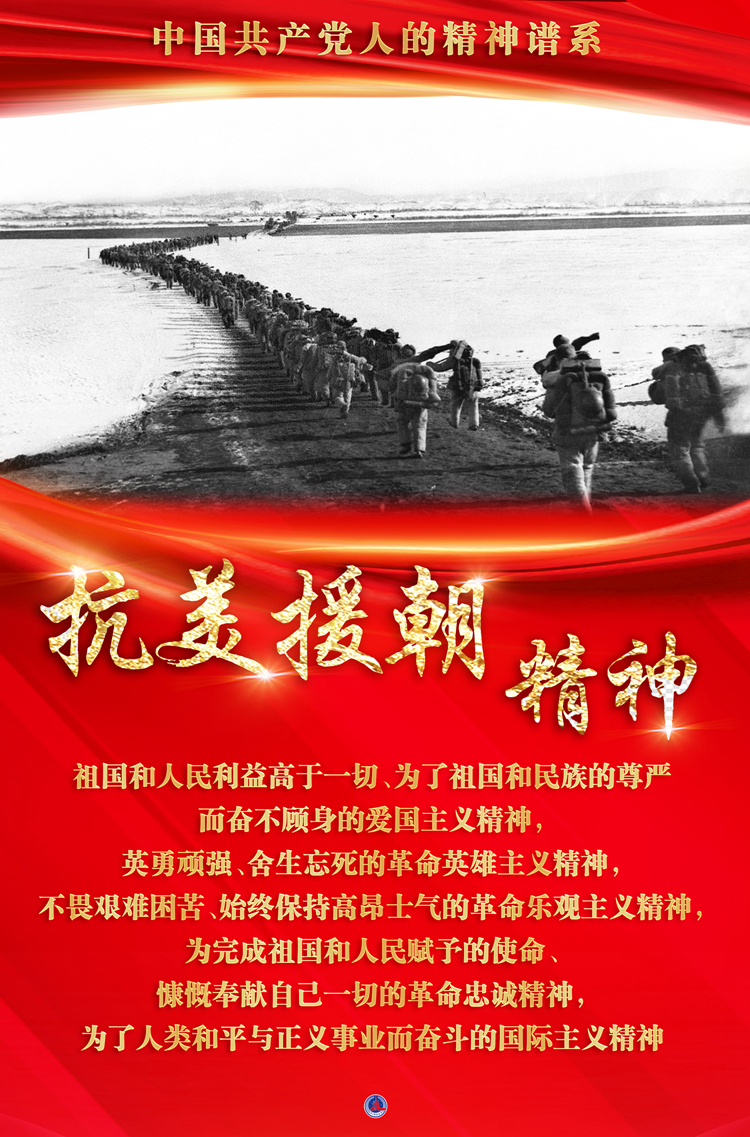 中国共产党人的精神谱系
抗美援朝
精神
祖国和人民利益高于一切、为了祖国和民族的尊严
而奋不顾身的爱国主义精神，
英勇顽强、舍生忘死的革命英雄主义精神，
不畏艰难困苦、始终保持高昂士气的革命乐观主义精神，
为完成祖国和人民赋予的使命、
慷慨奉献自己一切的革命忠诚精神，
为了人类和平与正义事业而奋斗的国际主义精神